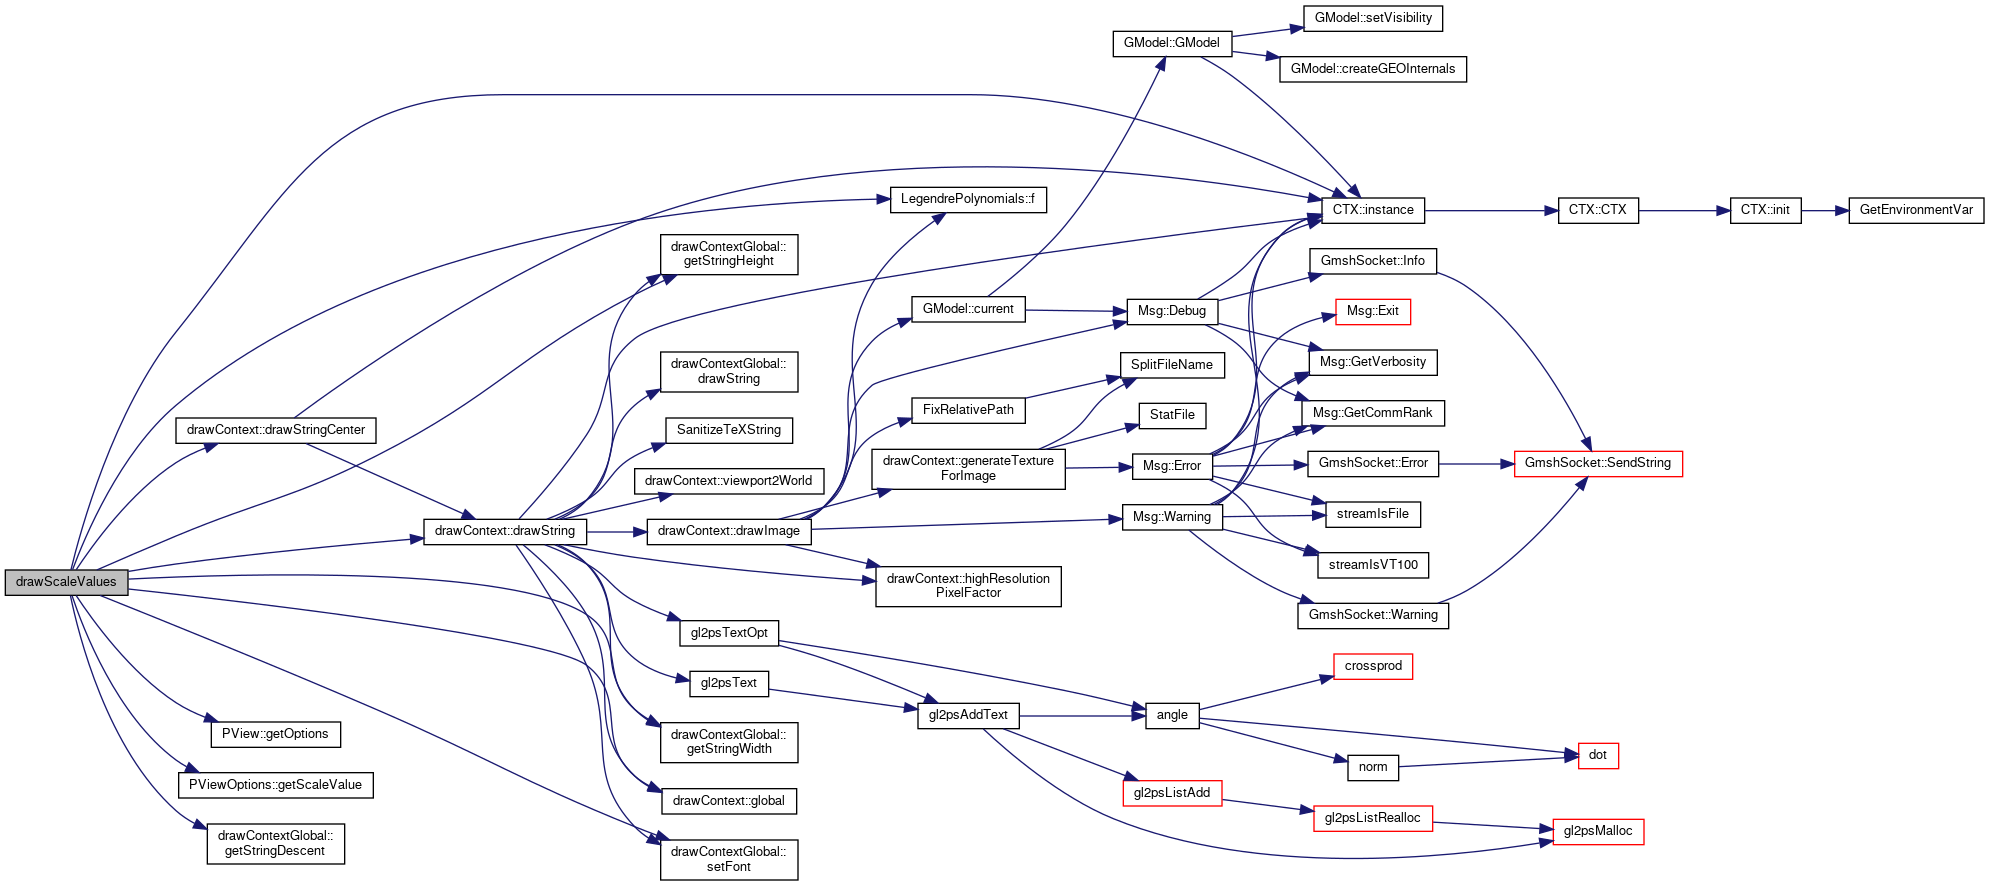 GModel::setVisibility
GModel::GModel
GModel::createGEOInternals
LegendrePolynomials::f
CTX::instance
CTX::CTX
CTX::init
GetEnvironmentVar
drawContextGlobal::
getStringHeight
GmshSocket::Info
GModel::current
Msg::Debug
Msg::Exit
drawContextGlobal::
drawString
SplitFileName
Msg::GetVerbosity
FixRelativePath
StatFile
Msg::GetCommRank
drawContext::drawStringCenter
SanitizeTeXString
drawContext::generateTexture
ForImage
Msg::Error
GmshSocket::Error
GmshSocket::SendString
drawContext::viewport2World
drawContext::drawString
drawContext::drawImage
Msg::Warning
streamIsFile
streamIsVT100
drawScaleValues
drawContext::highResolution
PixelFactor
GmshSocket::Warning
gl2psTextOpt
crossprod
gl2psText
gl2psAddText
angle
PView::getOptions
drawContextGlobal::
getStringWidth
dot
norm
PViewOptions::getScaleValue
drawContext::global
gl2psListAdd
gl2psListRealloc
gl2psMalloc
drawContextGlobal::
getStringDescent
drawContextGlobal::
setFont